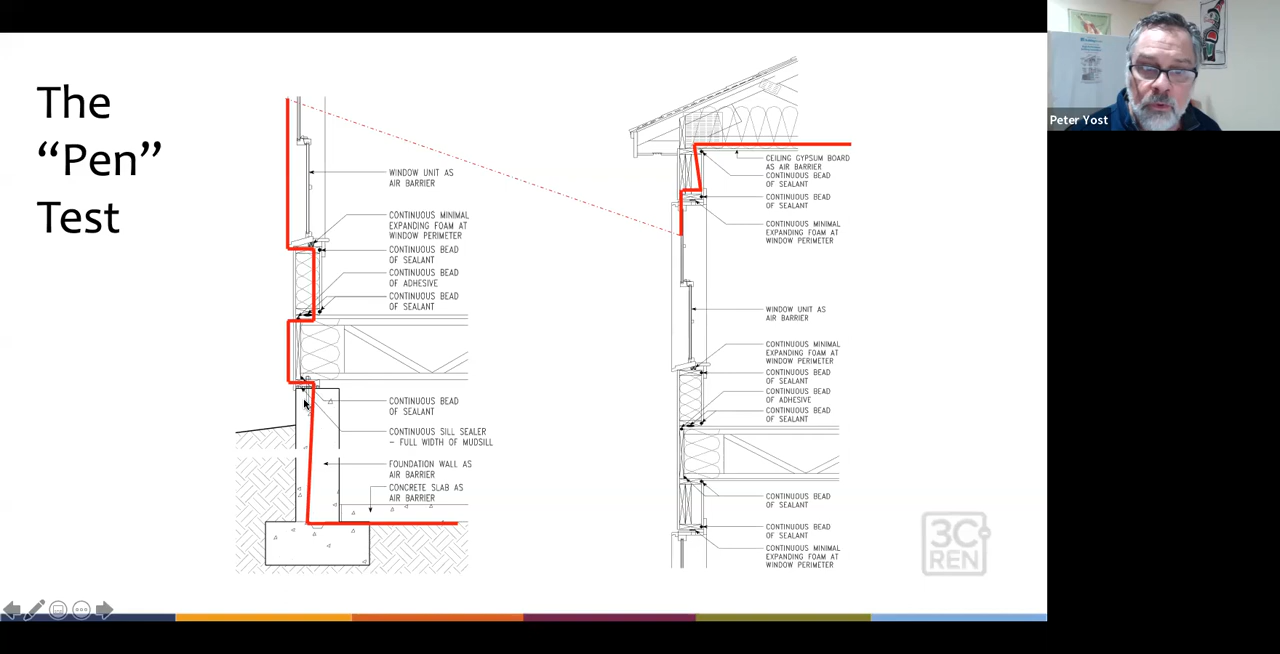 The
“Pen”
Test
WINDOW UNIT AS
AIR BARRIER
CONTINUOUS MINIMAL
EXPANDING FOAM AT
WINDOW PERIMETER
CONTINUOUS BEAD
OF SEALANT
CONTINUOUS BEAD
OF ADHESIVE
CONTINUOUS BEAD
OF SEALANT
CONTINUOUS BEAD
OF SEALANT
CONTINUOUS SILL SEALER
– FULL WIDTH OF MUDSILL
FOUNDATION WALL AS
AIR BARRIER
CONCRETE SLAB AS
AIR BARRIER
CEILING GYPSUM BOARD
AS AIR BARRIER
CONTINUOUS BEAD
OF SEALANT
CONTINUOUS BEAD
OF SEALANT
CONTINUOUS MINIMAL
EXPANDING FOAM AT
WINDOW PERIMETER
WINDOW UNIT AS
AIR BARRIER
CONTINUOUS MINIMAL
EXPANDING FOAM AT
WINDOW PERIMETER
CONTINUOUS BEAD
OF SEALANT
CONTINUOUS BEAD
OF ADHESIVE
CONTINUOUS BEAD
OF SEALANT
CONTINUOUS BEAD
OF SEALANT
CONTINUOUS BEAD
OF SEALANT
CONTINUOUS MINIMAL
EXPANDING FOAM AT
WINDOW PERIMETER
3C
REN
Peter Yost